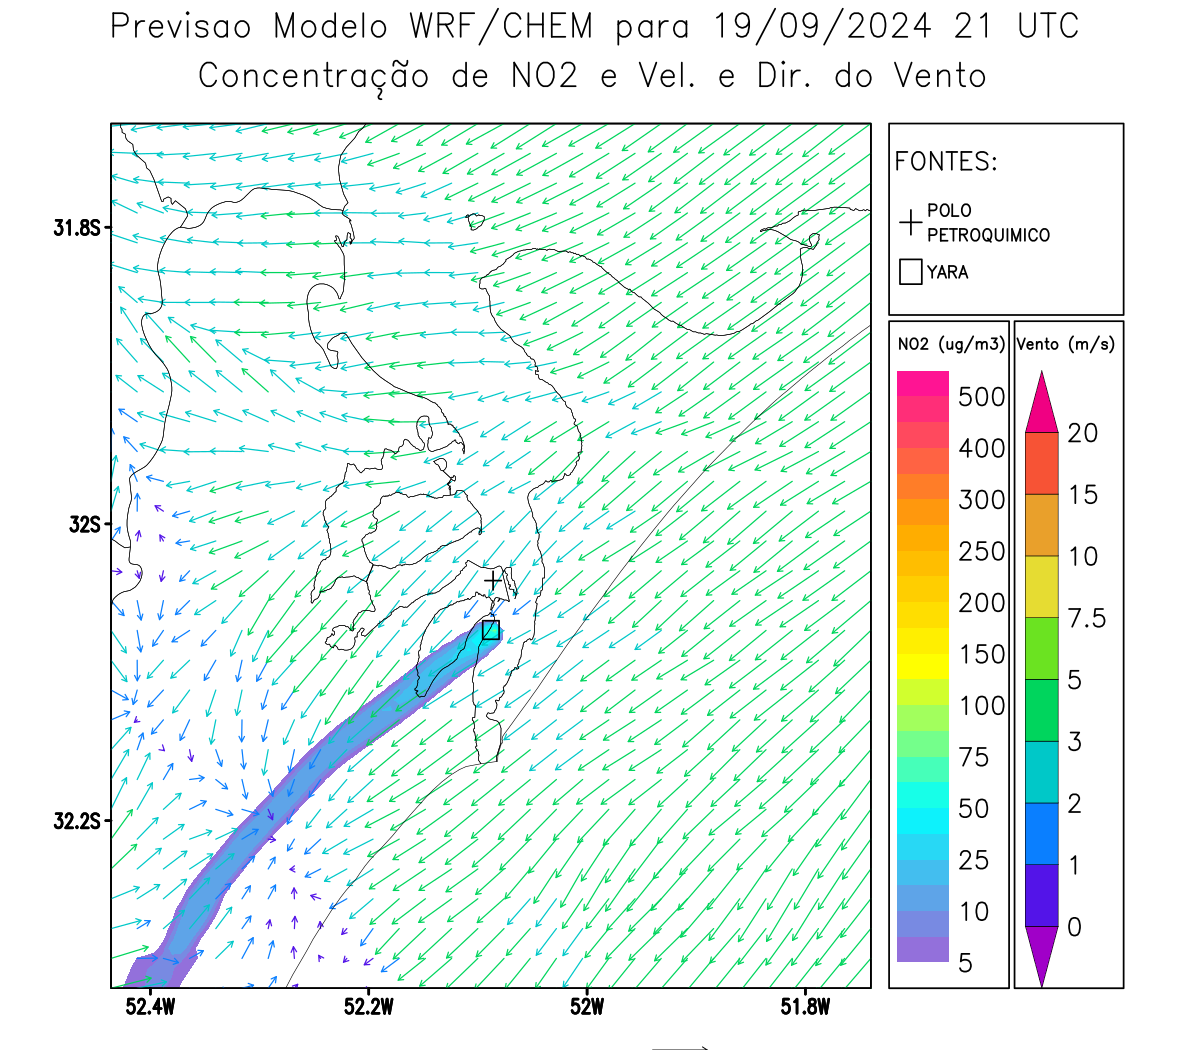 Previsao Modelo WRF/CHEM para 19/09/2024 21 UTC
Concentração de NO2 e Vel. e Dir. do Vento
FONTES:
POLO
PETROQUIMICO
YARA
NO2 (ug/m3)
500
400
300
250
200
150
100
75
50
25
10
5
Vento (m/s)
20
15
10
7.5
5
3
2
1
0
31.8S
32S
32.2S
52.4W
52.2W
52W
51.8W